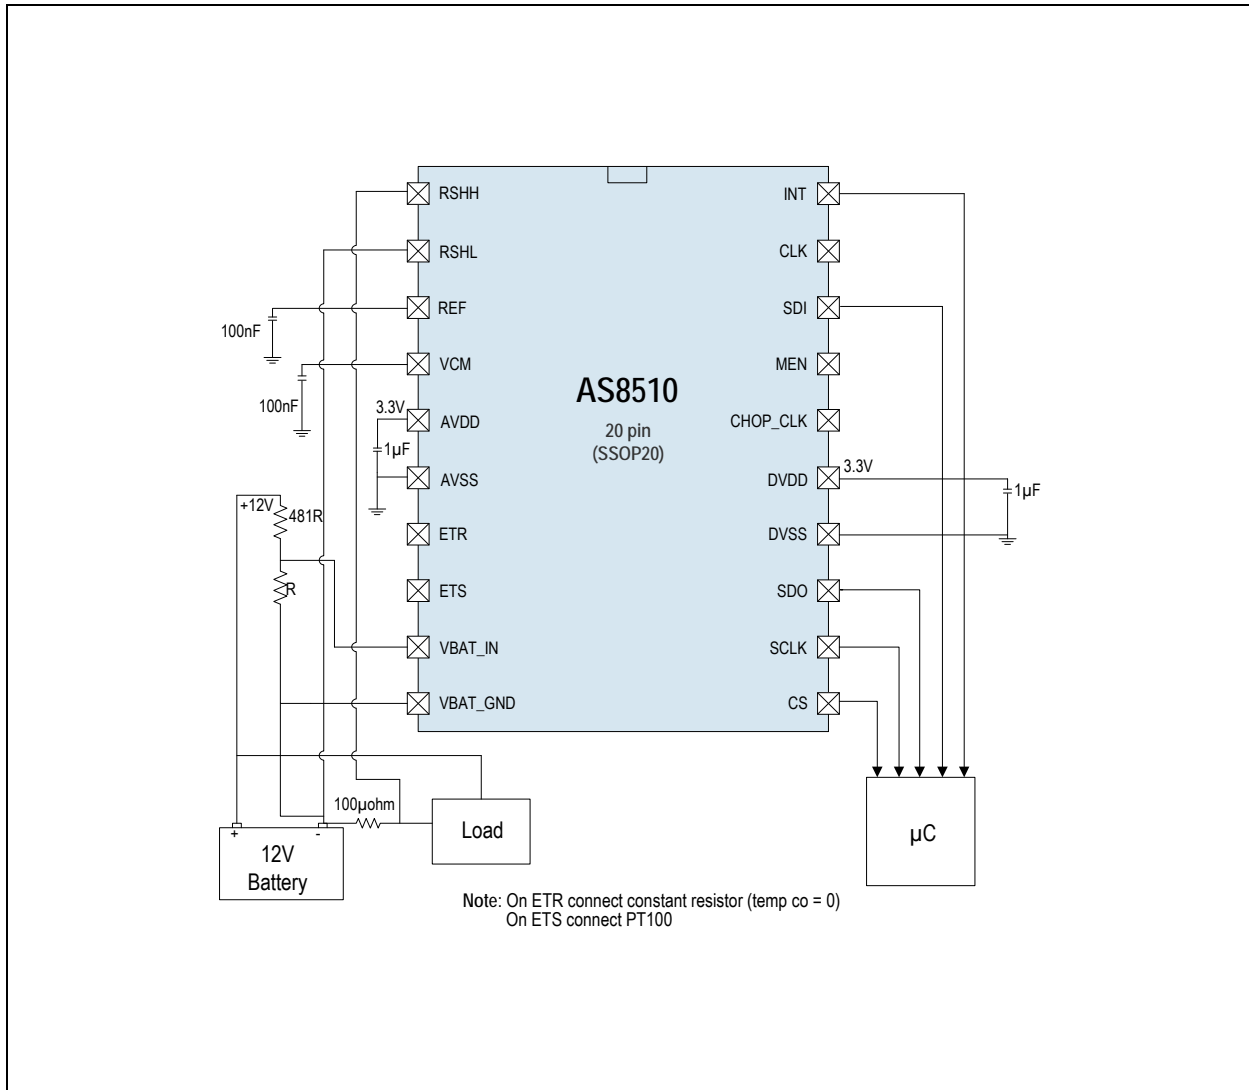 RSHH
INT
RSHL
CLK
REF
SDI
100nF
VCM
MEN
100nF
AS8510
3.3V
AVDD
CHOP_CLK
20 pin
(SSOP20)
1µF
AVSS
3.3V
DVDD
1µF
+12V
481R
ETR
DVSS
R
ETS
SDO
VBAT_IN
SCLK
VBAT_GND
CS
100µohm
Load
µC
+
-
12V
Battery
Note: On ETR connect constant resistor (temp co = 0)
On ETS connect PT100